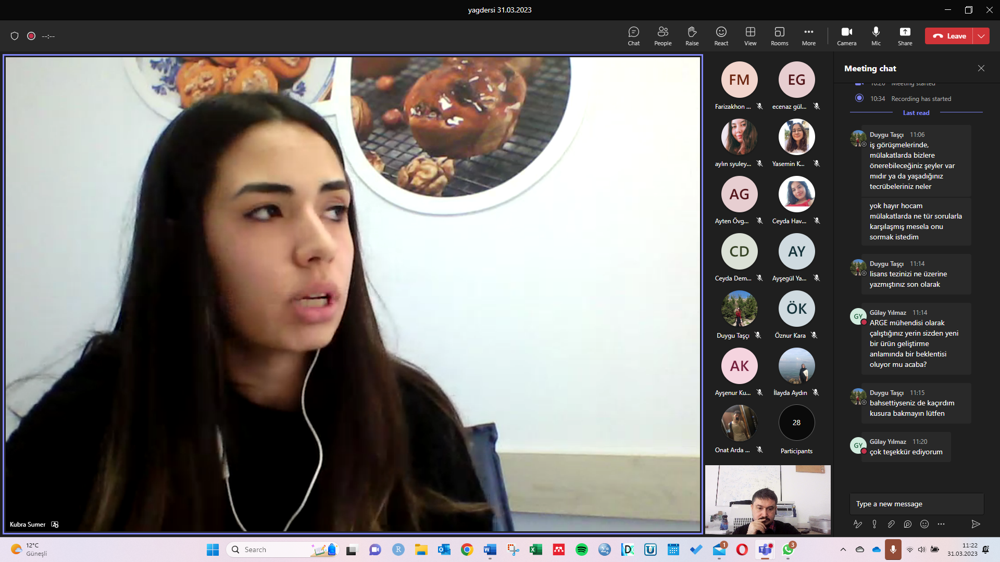 yagdersi 31.03.2023
--:--
Chat
People
Raise
React
View
Rooms
More
Camera
Mic
Share
Leave
Kubra Sumer
FM
EG
Farizakhon ...
ecenaz gül...
aylın syuley...
Yasemin K...
AG
Ayten Övg...
Ceyda Hav...
CD
AY
Ceyda Dem...
Ayşegül Ya...
ÖK
Duygu Taşçı
Öznur Kara
AK
Ayşenur Ku...
İlayda Aydın
28
Onat Arda ...
Participants
Meeting chat
10:20 Meeting started
10:34 Recording has started
Last read
Duygu Taşçı 11:06
iş görüşmelerinde,
mülakatlarda bizlere
önerebileceğiniz şeyler var
mıdır ya da yaşadığınız
tecrübeleriniz neler
yok hayır hocam
mülakatlarda ne tür sorularla
karşılaşmış mesela onu
sormak istedim
Duygu Taşçı 11:14
lisans tezinizi ne üzerine
yazmıştınız son olarak
GY
Gülay Yılmaz 11:14
ARGE mühendisi olarak
çalıştığınız yerin sizden yeni
bir ürün geliştirme
anlamında bir beklentisi
oluyor mu acaba?
Duygu Taşçı 11:15
bahsettiyseniz de kaçırdım
kusura bakmayın lütfen
GY
Gülay Yılmaz 11:20
çok teşekkür ediyorum
Type a new message
12°C
Güneşli
Search
R
1
3
11:22
31.03.2023